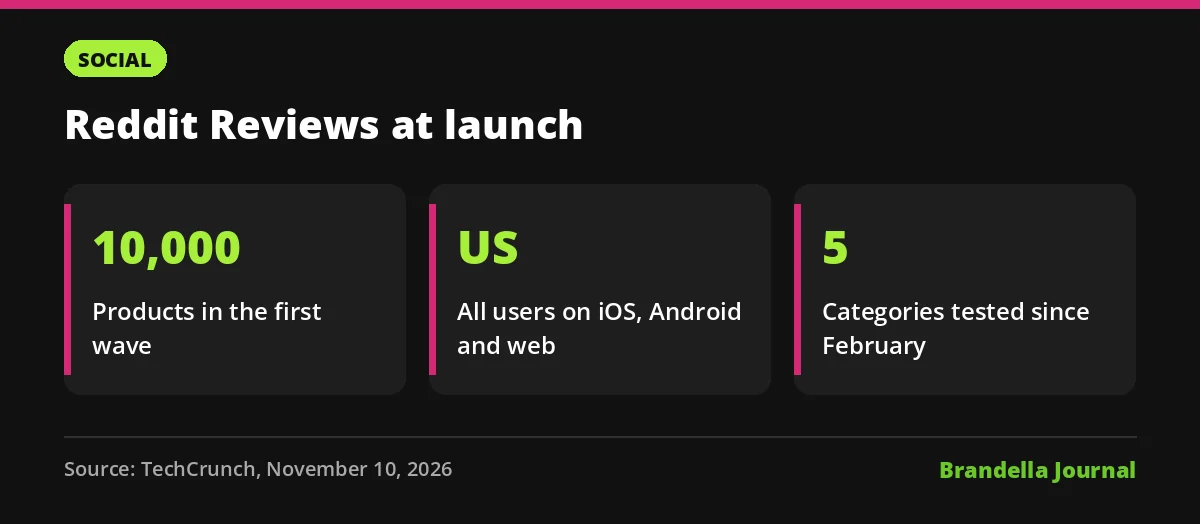 SOCIAL
Reddit Reviews at launch
10,000
Products in the first
wave
US
All users on iOS, Android
and web
5
Categories tested since
February
Source: TechCrunch, November 10, 2026
Brandella Journal